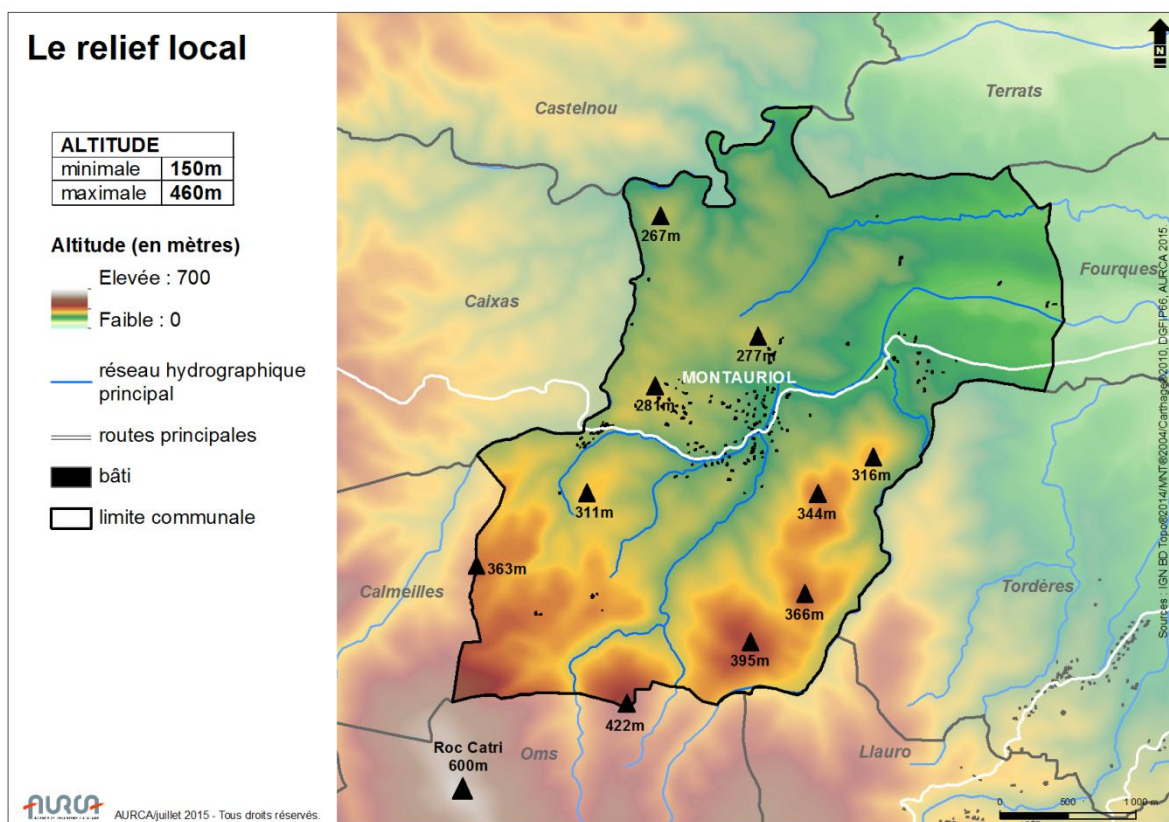 Le relief local
ALTITUDE
minimale 150m
maximale 460m
Altitude (en mètres)
Elevée : 700
Faible : 0
réseau hydrographique
principal
routes principales
bâti
limite communale
AURCA
AURCA/juillet 2015 - Tous droits réservés.
N
Castelnou
Terrats
267m
Caixas
Fourques
277m
MONTAURIOL
281m
316m
311m
344m
363m
Calmeilles
Tordères
366m
395m
422m
Roc Catri
600m
Oms
Llauro
0 500 1 000 m
Sources : IGN BD Topo®2014/MNT®2004/Carthage®2010, DGFIP66, AURCA 2015